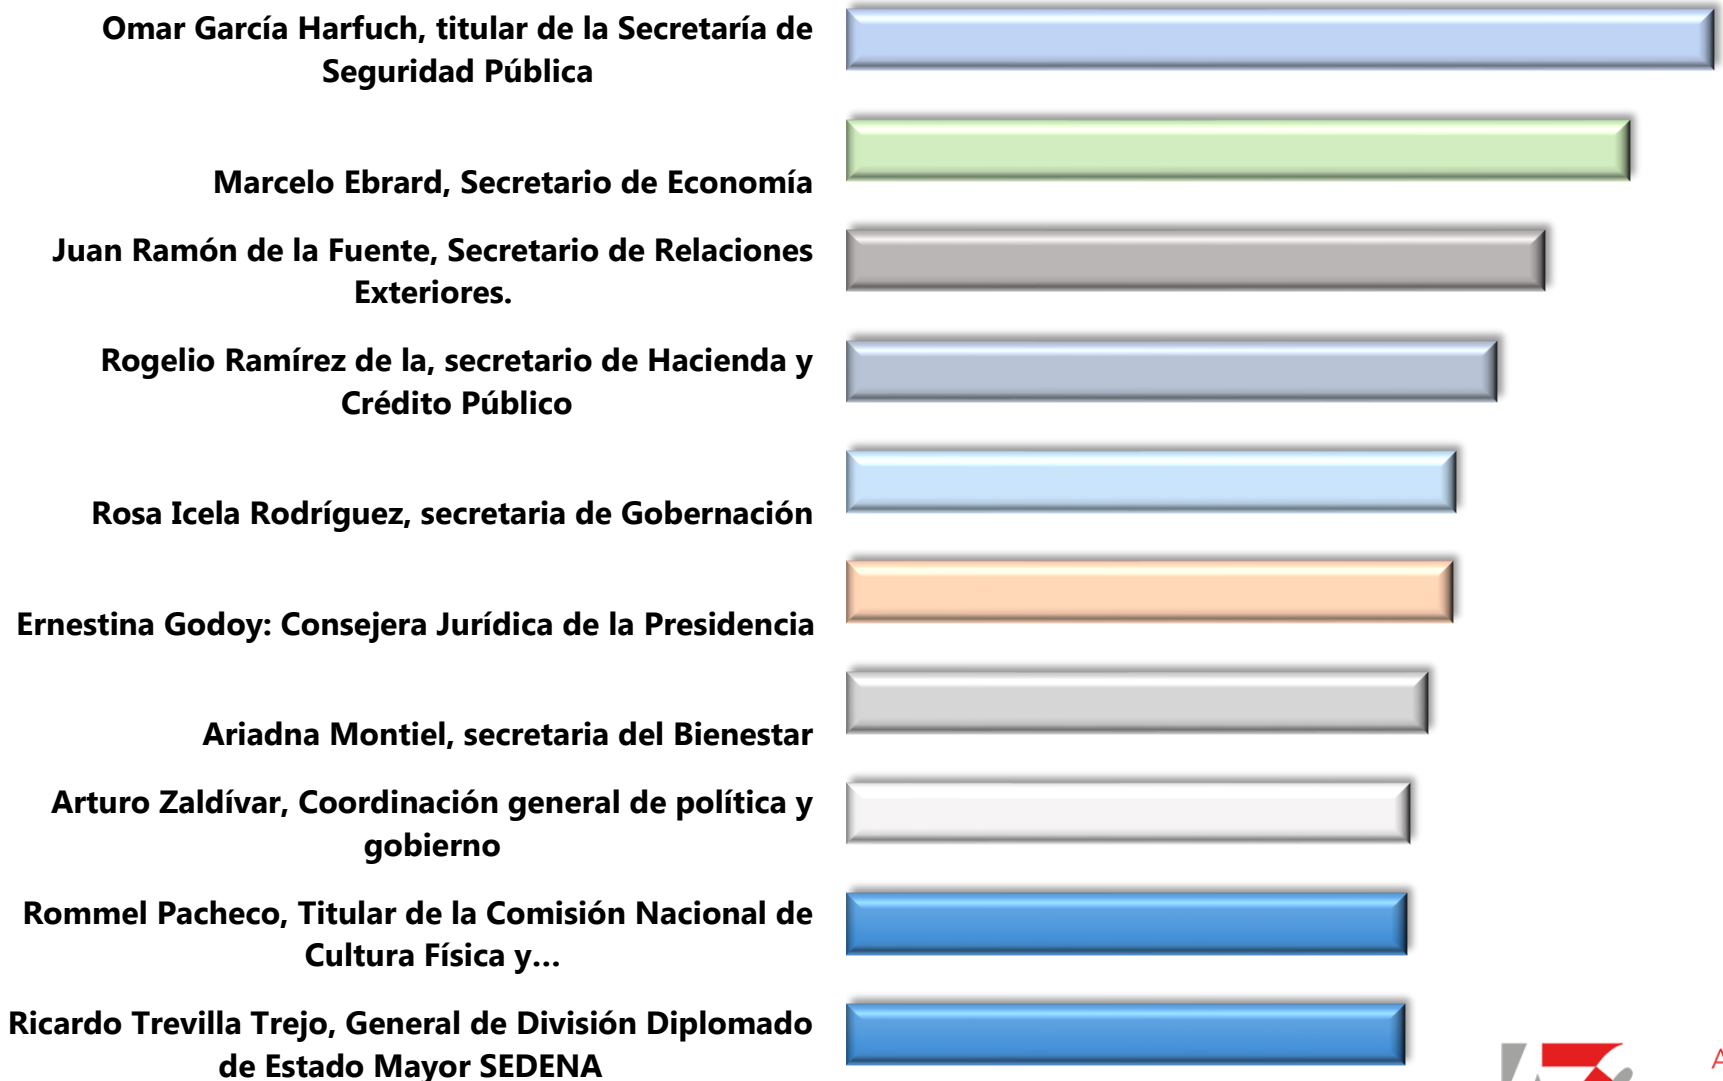 Omar García Harfuch, titular de la Secretaría de
Seguridad Pública
Marcelo Ebrard, Secretario de Economía
Juan Ramón de la Fuente, Secretario de Relaciones
Exteriores.
Rogelio Ramírez de la, secretario de Hacienda y
Crédito Público
Rosa Icela Rodríguez, secretaria de Gobernación
Ernestina Godoy: Consejera Jurídica de la Presidencia
Ariadna Montiel, secretaria del Bienestar
Arturo Zaldívar, Coordinación general de política y
gobierno
Rommel Pacheco, Titular de la Comisión Nacional de
Cultura Física y…
Ricardo Trevilla Trejo, General de División Diplomado
de Estado Mayor SEDENA